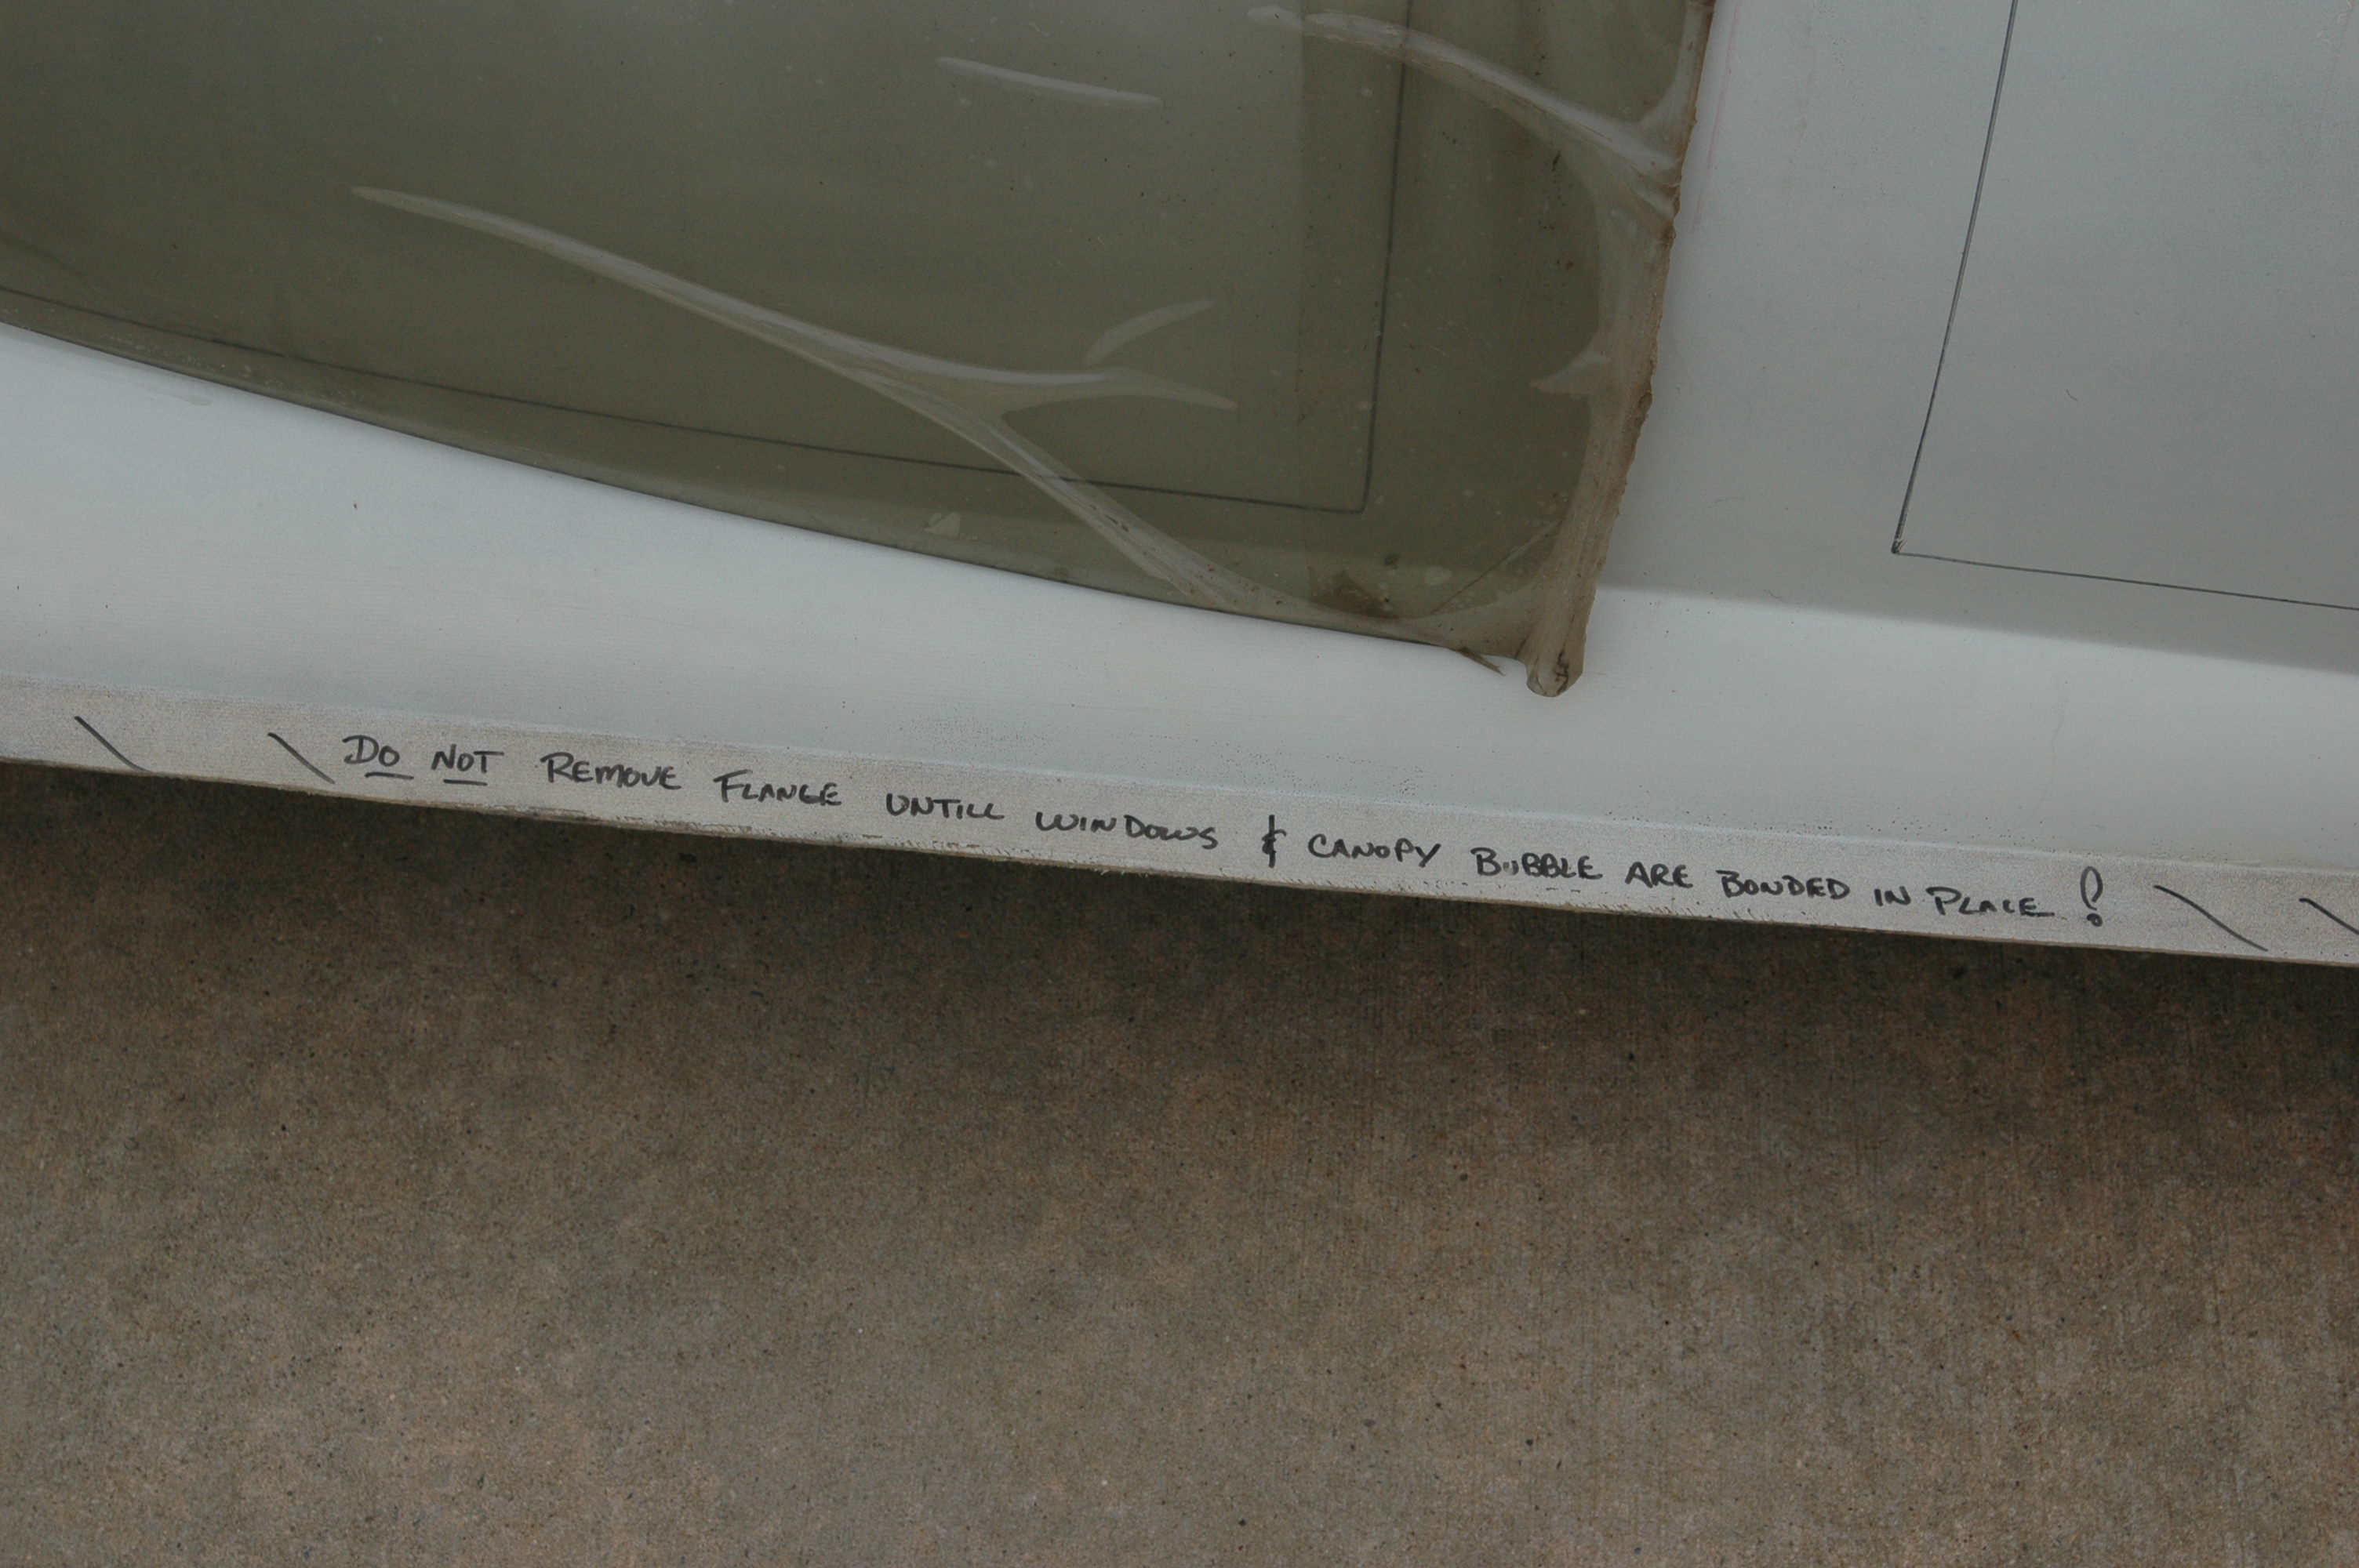 DO NOT REMOVE FLANGE UNTILL WINDOWS & CANOPY BUBBLE ARE BONDED IN PLACE !